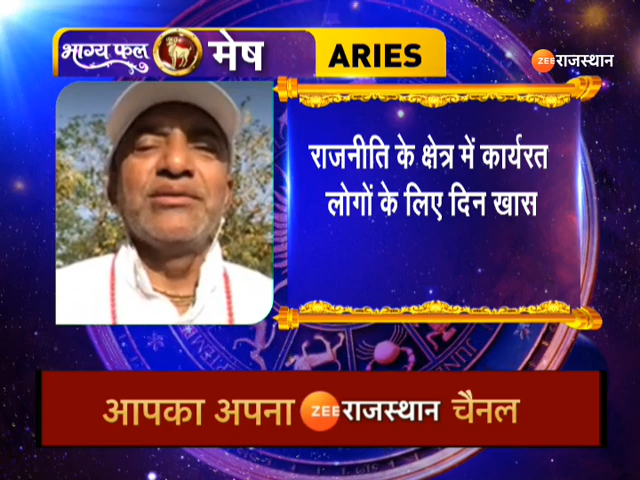 भाग्य फल मेष ARIES
ZEE राजस्थान
राजनीति के क्षेत्र में कार्यरत
लोगों के लिए दिन खास
आपका अपना ZEE राजस्थान चैनल